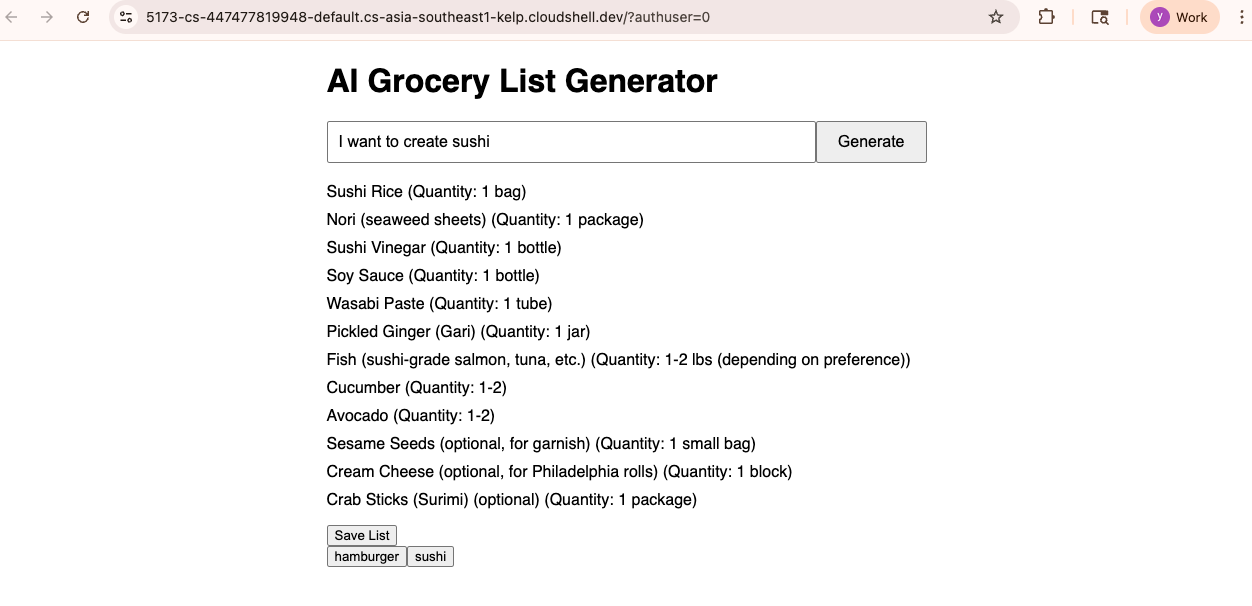 5173-cs-447477819948-default.cs-asia-southeast1-kelp.cloudshell.dev/?authuser=0
y Work
AI Grocery List Generator
I want to create sushi Generate
Sushi Rice (Quantity: 1 bag)
Nori (seaweed sheets) (Quantity: 1 package)
Sushi Vinegar (Quantity: 1 bottle)
Soy Sauce (Quantity: 1 bottle)
Wasabi Paste (Quantity: 1 tube)
Pickled Ginger (Gari) (Quantity: 1 jar)
Fish (sushi-grade salmon, tuna, etc.) (Quantity: 1-2 lbs (depending on preference))
Cucumber (Quantity: 1-2)
Avocado (Quantity: 1-2)
Sesame Seeds (optional, for garnish) (Quantity: 1 small bag)
Cream Cheese (optional, for Philadelphia rolls) (Quantity: 1 block)
Crab Sticks (Surimi) (optional) (Quantity: 1 package)
Save List
hamburger sushi